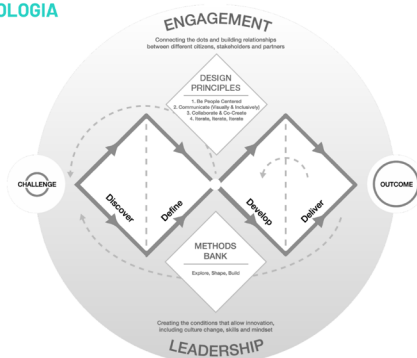 OLOGIA
ENGAGEMENT
Connecting the dots and building relationships
between different citizens, stakeholders and partners
DESIGN
PRINCIPLES
1. Be People Centered
2. Communicate (Visually & Inclusively)
3. Collaborate & Co-Create
4. Iterate, Iterate, Iterate
CHALLENGE
OUTCOME
Discover
Define
Develop
Deliver
METHODS
BANK
Explore, Shape, Build
Creating the conditions that allow innovation,
including culture change, skills and mindset
LEADERSHIP